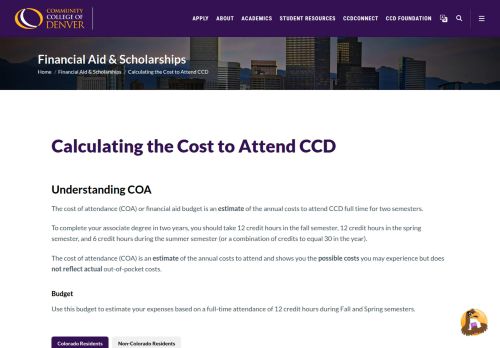 COMMUNITY
COLLEGE OF
DENVER
APPLY ABOUT ACADEMICS STUDENT RESOURCES CCDCONNECT CCD FOUNDATION
Financial Aid & Scholarships
Home / Financial Aid & Scholarships / Calculating the Cost to Attend CCD
Calculating the Cost to Attend CCD
Understanding COA
The cost of attendance (COA) or financial aid budget is an estimate of the annual costs to attend CCD full time for two semesters.
To complete your associate degree in two years, you should take 12 credit hours in the fall semester, 12 credit hours in the spring
semester, and 6 credit hours during the summer semester (or a combination of credits to equal 30 in the year).
The cost of attendance (COA) is an estimate of the annual costs to attend and shows you the possible costs you may experience but does
not reflect actual out-of-pocket costs.
Budget
Use this budget to estimate your expenses based on a full-time attendance of 12 credit hours during Fall and Spring semesters.
Colorado Residents Non-Colorado Residents